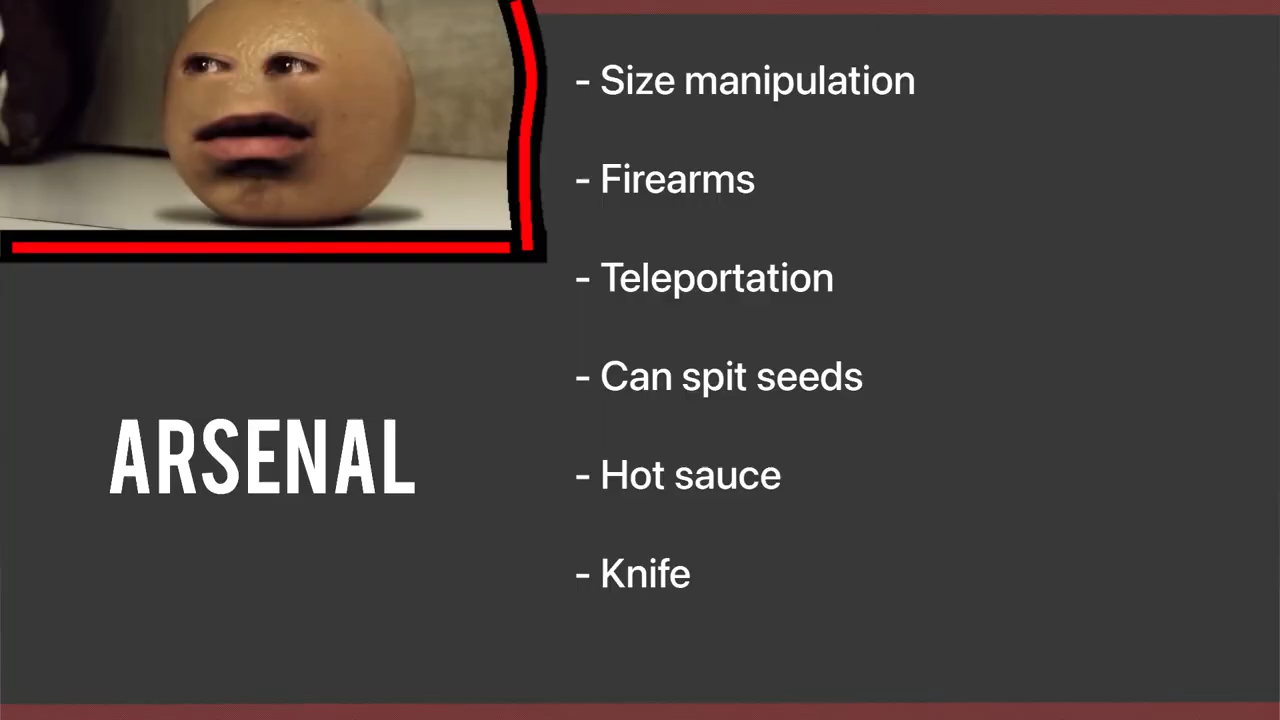 - Size manipulation
- Firearms
- Teleportation
- Can spit seeds
ARSENAL
- Hot sauce
- Knife